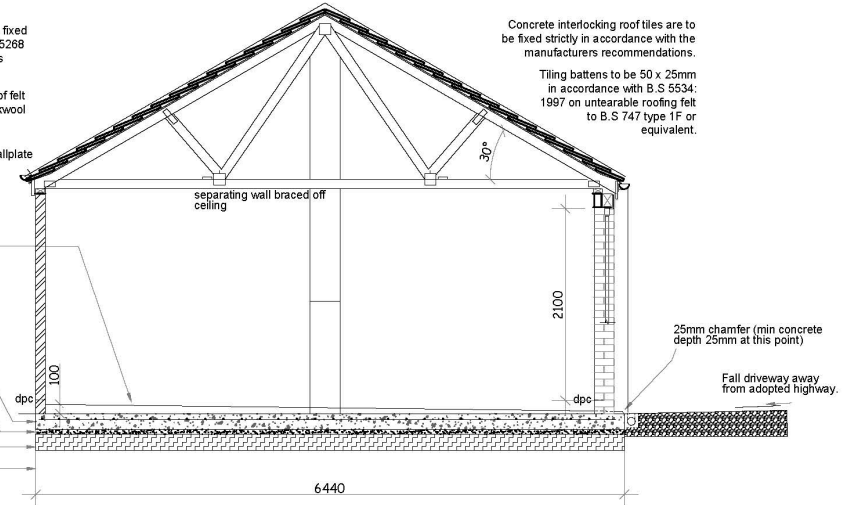 fixed
5268
s
of felt
kwool
allplate
Concrete interlocking roof tiles are to
be fixed strictly in accordance with the
manufacturers recommendations.
Tiling battens to be 50 x 25mm
in accordance with B.S 5534:
1997 on untearable roofing felt
to B.S 747 type 1F or
equivalent.
30°
separating wall braced off
ceiling
2100
25mm chamfer (min concrete
depth 25mm at this point)
Fall driveway away
from adopted highway.
100
dpc
dpc
6440